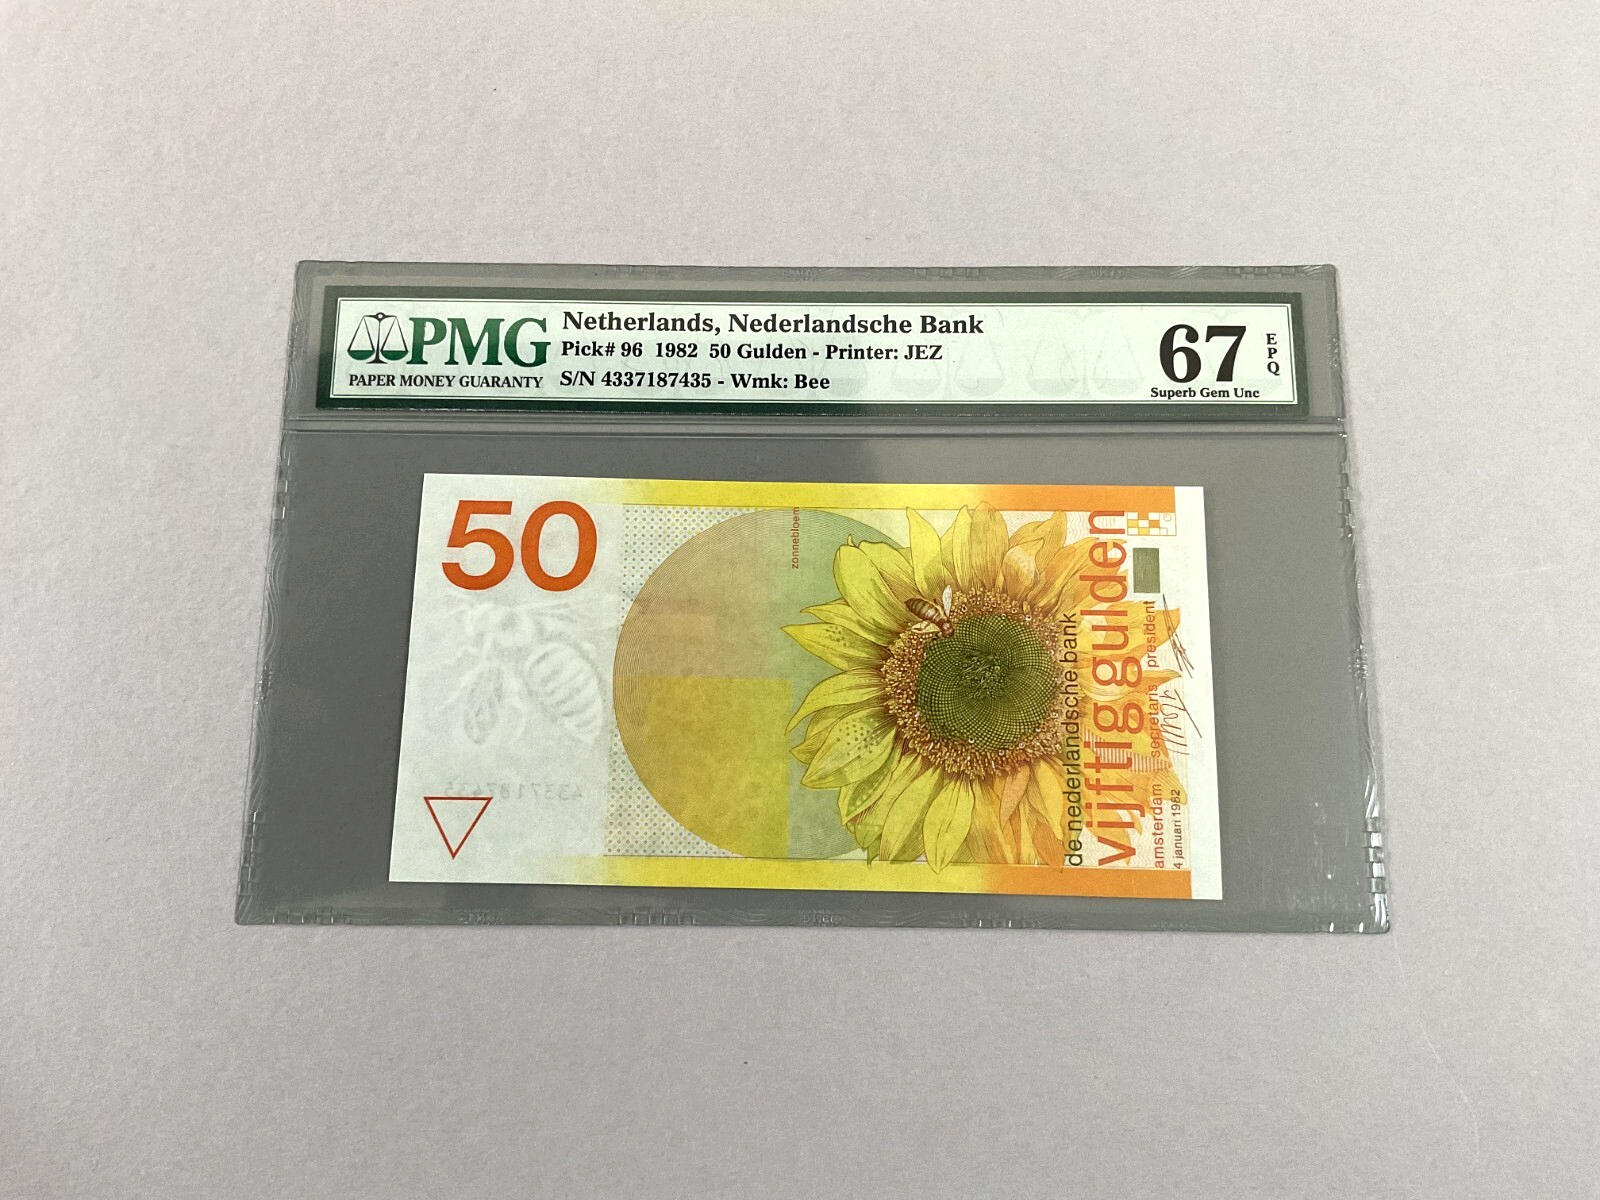 PMG
PAPER MONEY GUARANTY
Netherlands, Nederlandsche Bank
Pick# 96 1982 50 Gulden - Printer: JEZ
S/N 4337187435 - Wmk: Bee
67
EPQ
Superb Gem Unc
50
zonnebloem
4337187435
de nederlandsche bank
vijftig gulden
amsterdam secretaris president
4 januari 1982